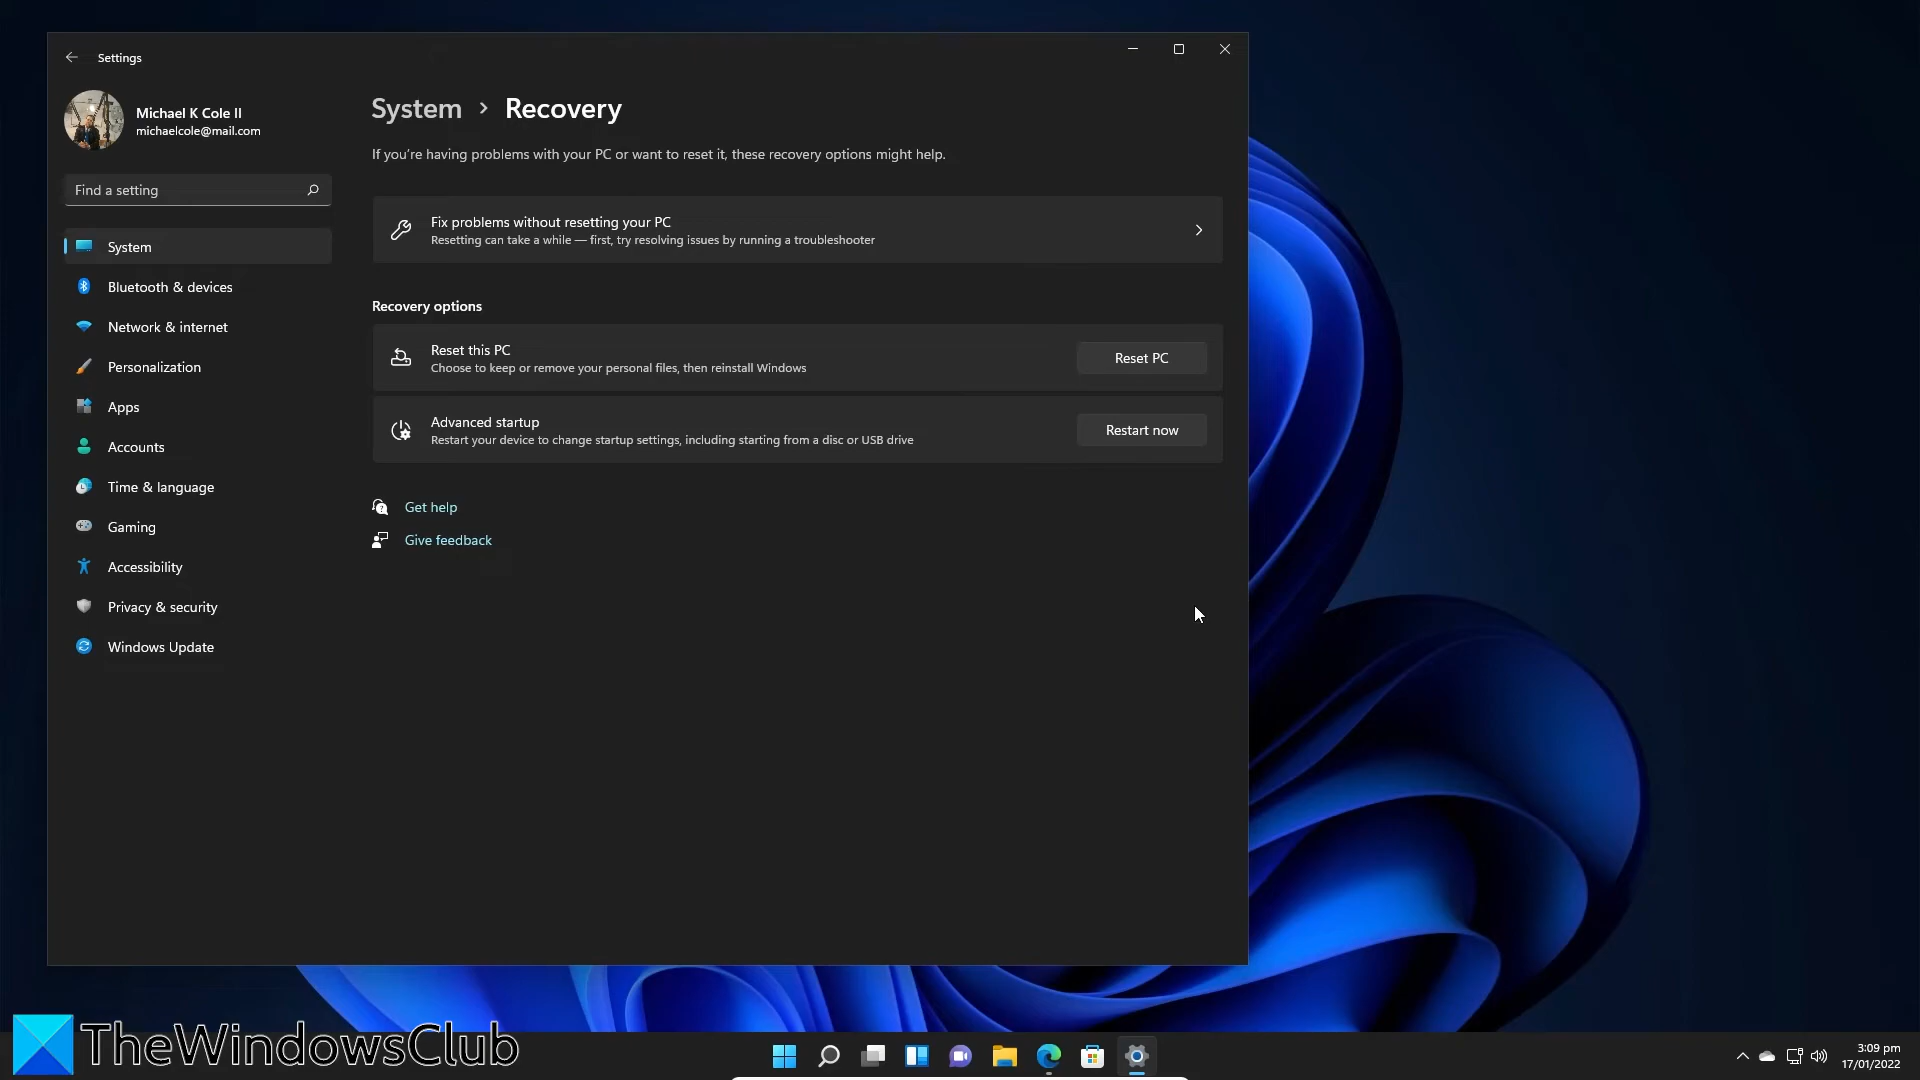 Settings
Michael K Cole II
michaelcole@mail.com
Find a setting
System
Bluetooth & devices
Network & internet
Personalization
Apps
Accounts
Time & language
Gaming
Accessibility
Privacy & security
Windows Update
System > Recovery
If you're having problems with your PC or want to reset it, these recovery options might help.
Fix problems without resetting your PC
Resetting can take a while — first, try resolving issues by running a troubleshooter
Recovery options
Reset this PC
Choose to keep or remove your personal files, then reinstall Windows
Reset PC
Advanced startup
Restart your device to change startup settings, including starting from a disc or USB drive
Restart now
Get help
Give feedback
TheWindowsClub
3:09 pm
17/01/2022